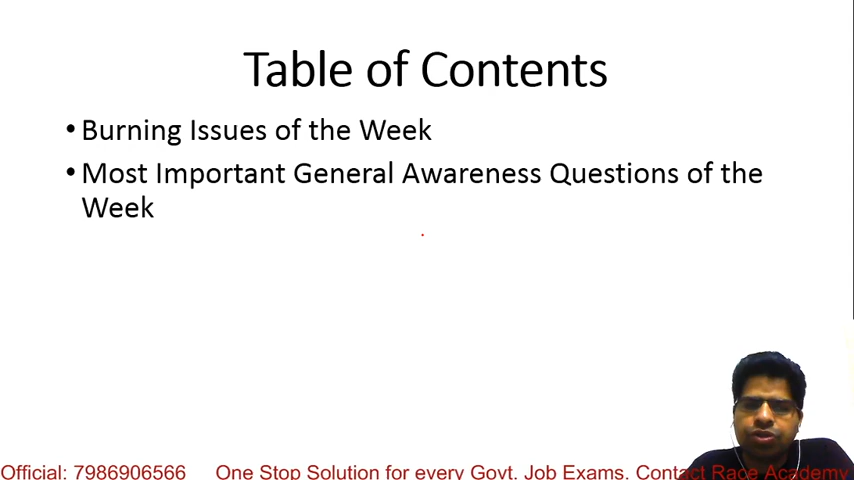 Table of Contents
• Burning Issues of the Week
• Most Important General Awareness Questions of the
Week
Official: 7986906566 One Stop Solution for every Govt. Job Exams. Contact Race Academy